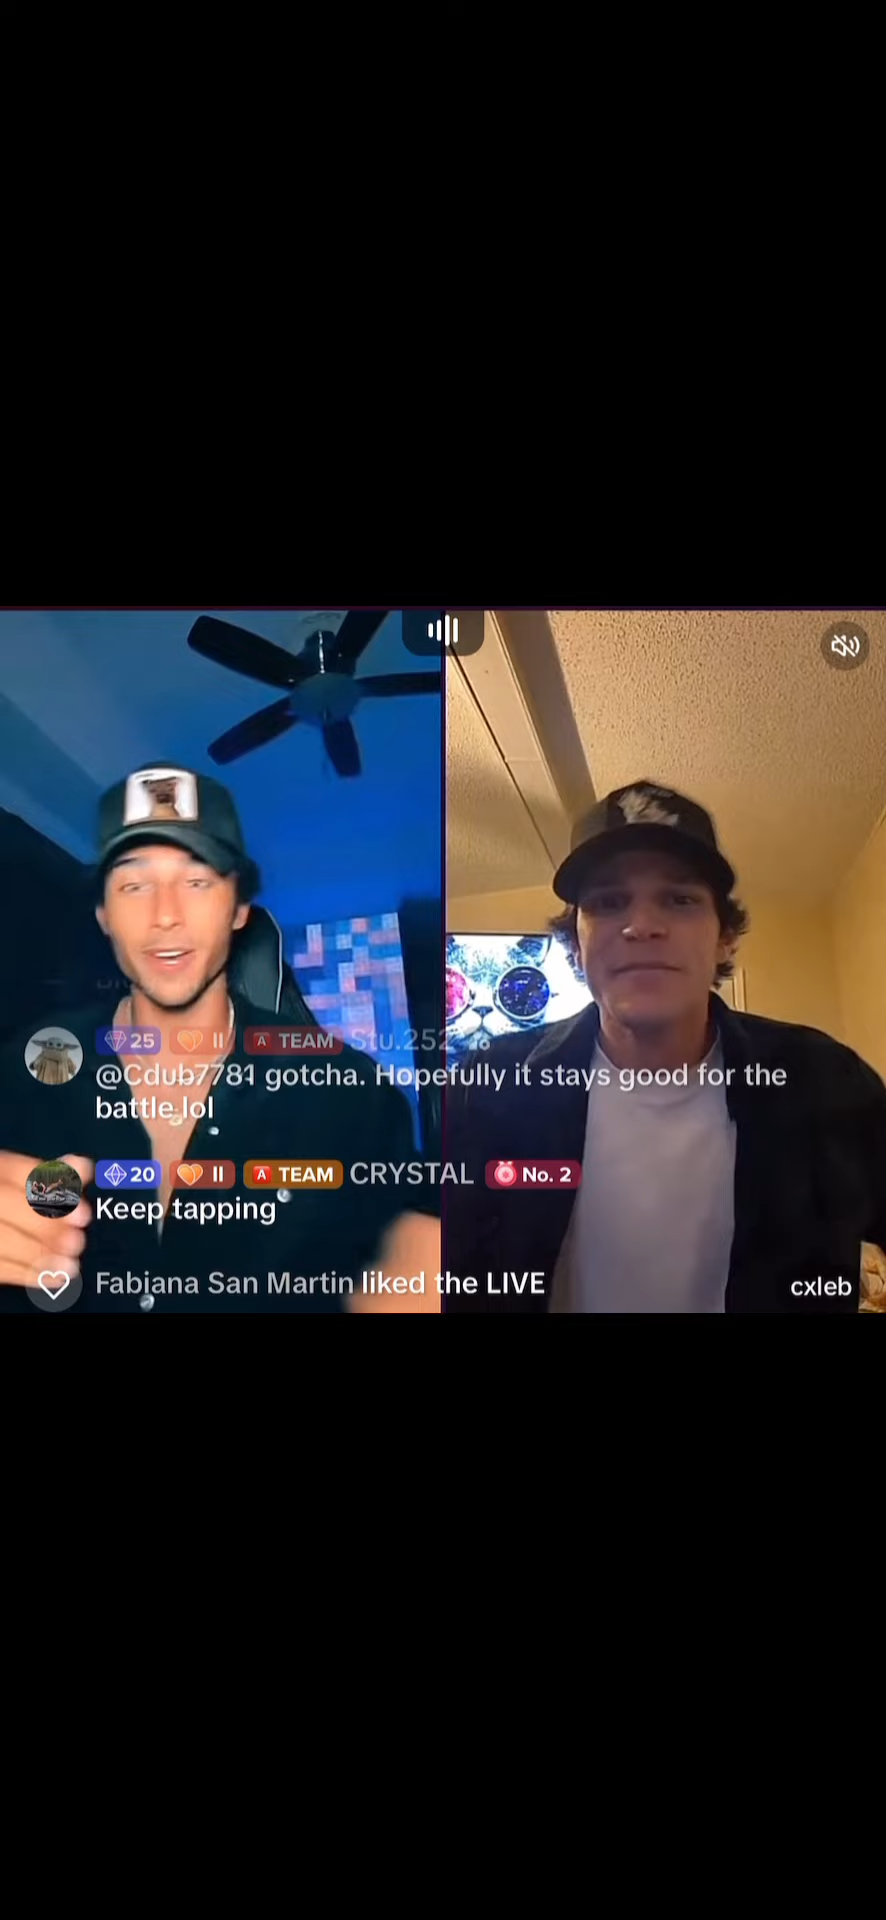 25 II A TEAM Stu.252
@Cdub7781 gotcha. Hopefully it stays good for the
battle lol
20 II A TEAM CRYSTAL No. 2
Keep tapping
Fabiana San Martin liked the LIVE
cxleb